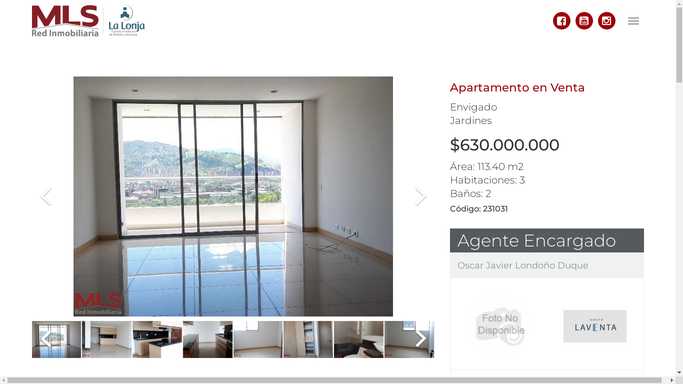 MLS
Red Inmobiliaria
La Lonja
Apartamento en Venta
Envigado
Jardines
$630.000.000
Área: 113.40 m2
Habitaciones: 3
Baños: 2
Código: 231031
Agente Encargado
Oscar Javier Londoño Duque
MLS
Red Inmobiliaria
Foto No
Disponible
LAVENTA